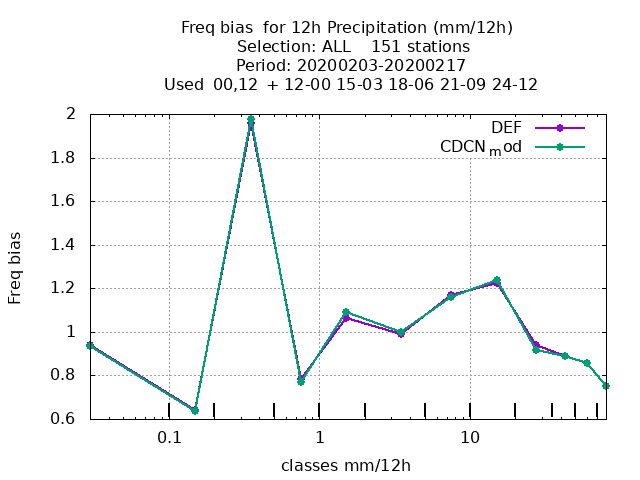 Freq bias  for 12h Precipitation (mm/12h)
Selection: ALL    151 stations
Period: 20200203-20200217
Used  00,12  + 12-00 15-03 18-06 21-09 24-12
DEF
CDCNmod
2
1.8
1.6
1.4
1.2
1
0.8
0.6
Freq bias
0.1 1 10
classes mm/12h